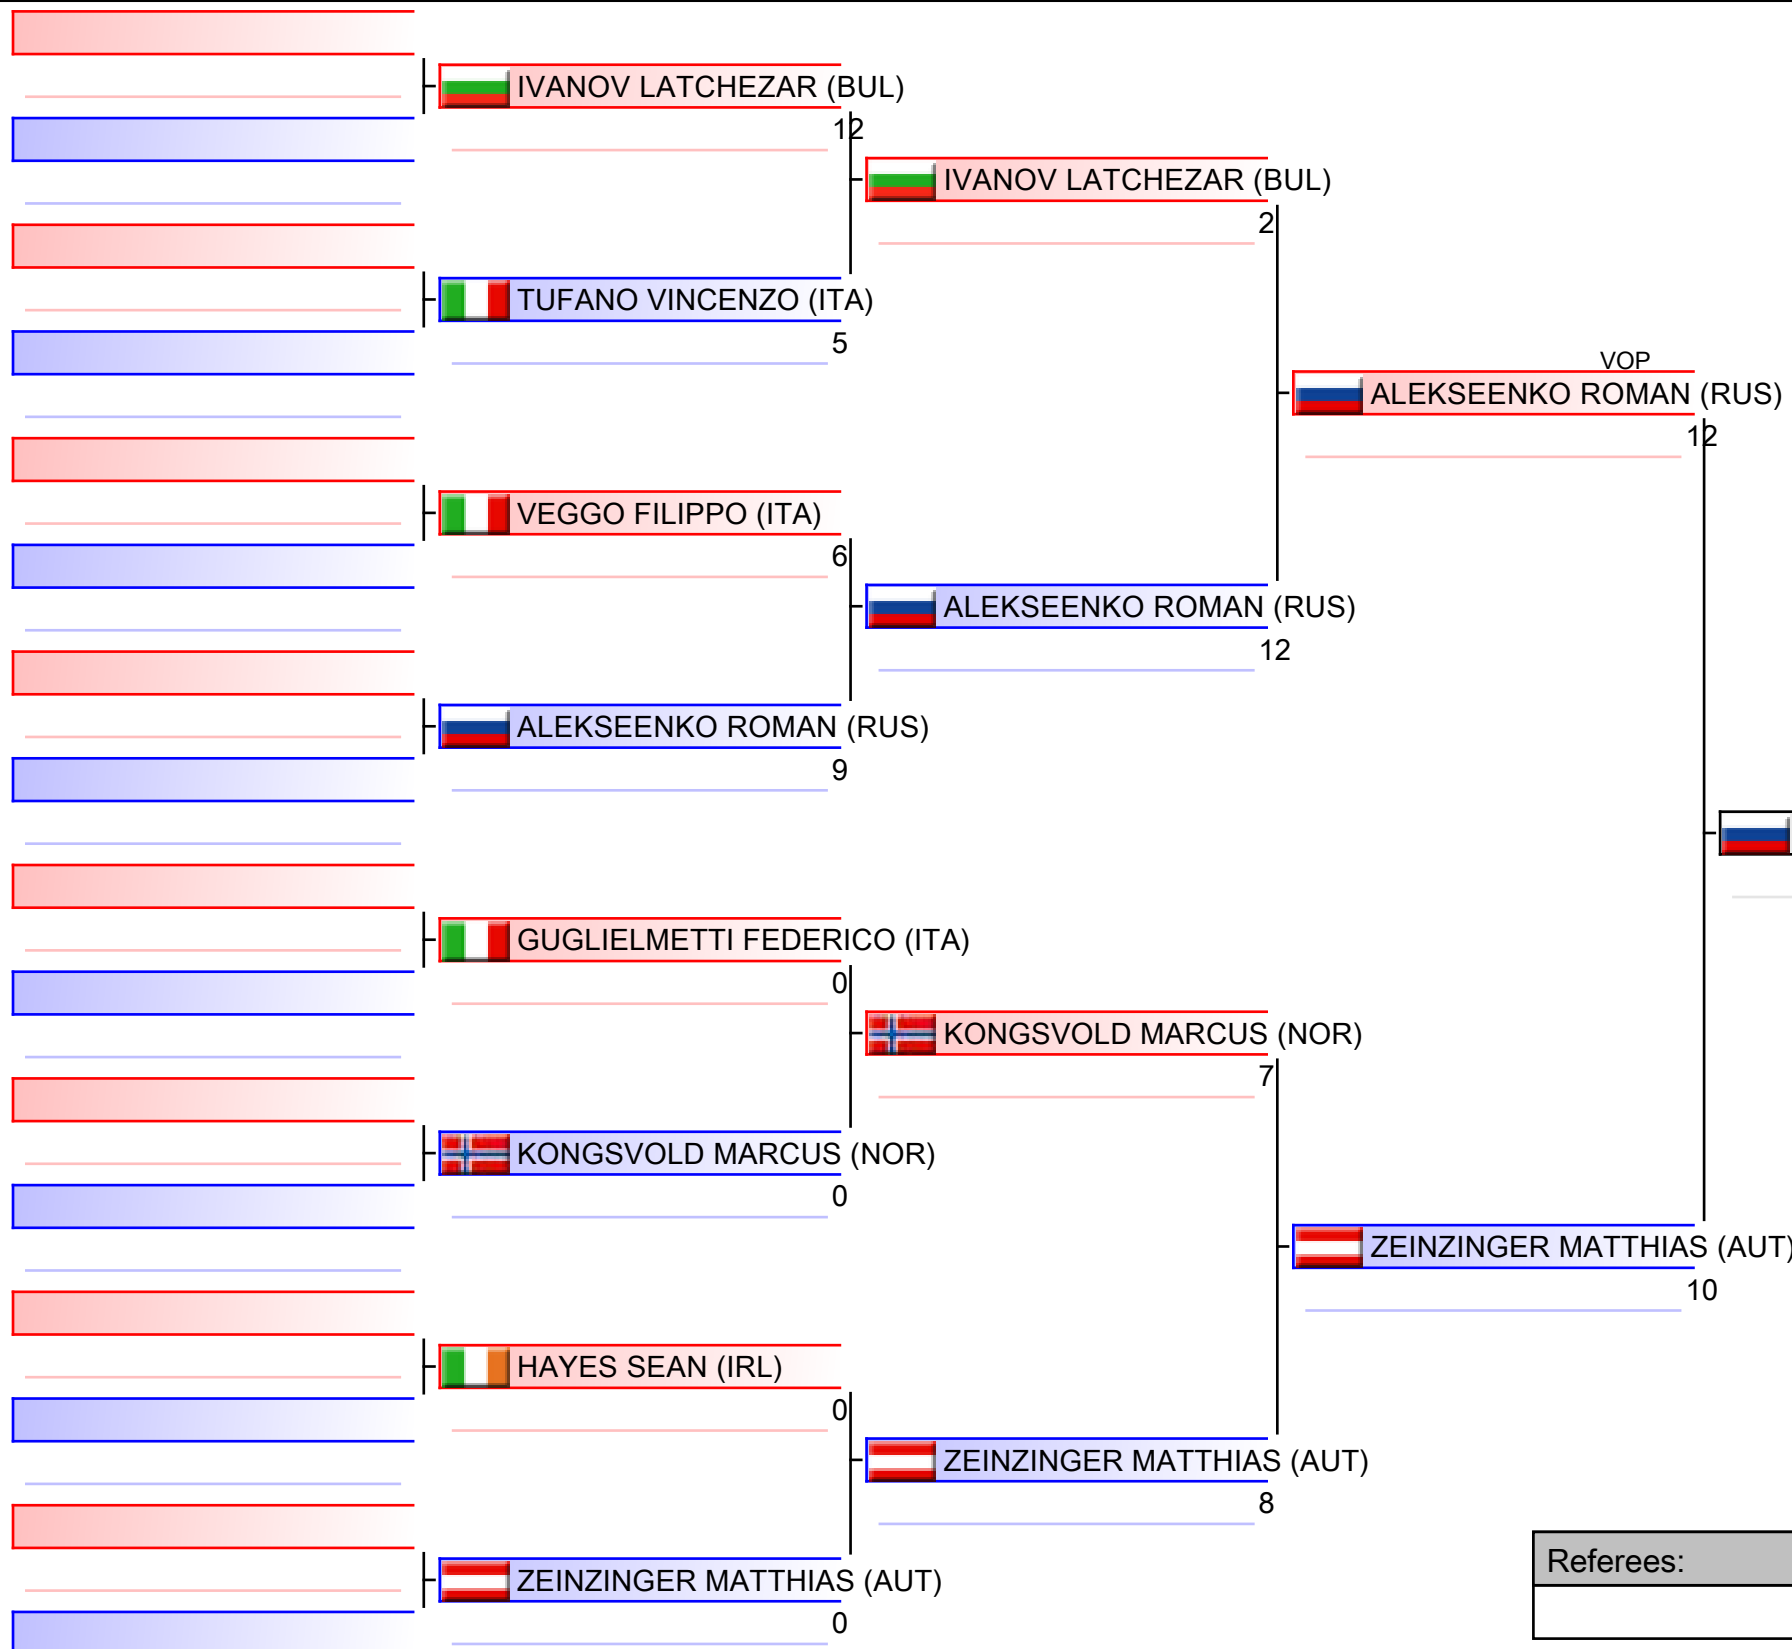 IVANOV LATCHEZAR (BUL)
12
TUFANO VINCENZO (ITA)
5
VEGGO FILIPPO (ITA)
6
ALEKSEENKO ROMAN (RUS)
9
GUGLIELMETTI FEDERICO (ITA)
0
KONGSVOLD MARCUS (NOR)
0
HAYES SEAN (IRL)
0
ZEINZINGER MATTHIAS (AUT)
0
IVANOV LATCHEZAR (BUL)
2
ALEKSEENKO ROMAN (RUS)
12
KONGSVOLD MARCUS (NOR)
7
ZEINZINGER MATTHIAS (AUT)
8
VOP
ALEKSEENKO ROMAN (RUS)
12
ZEINZINGER MATTHIAS (AUT)
10
Referees: